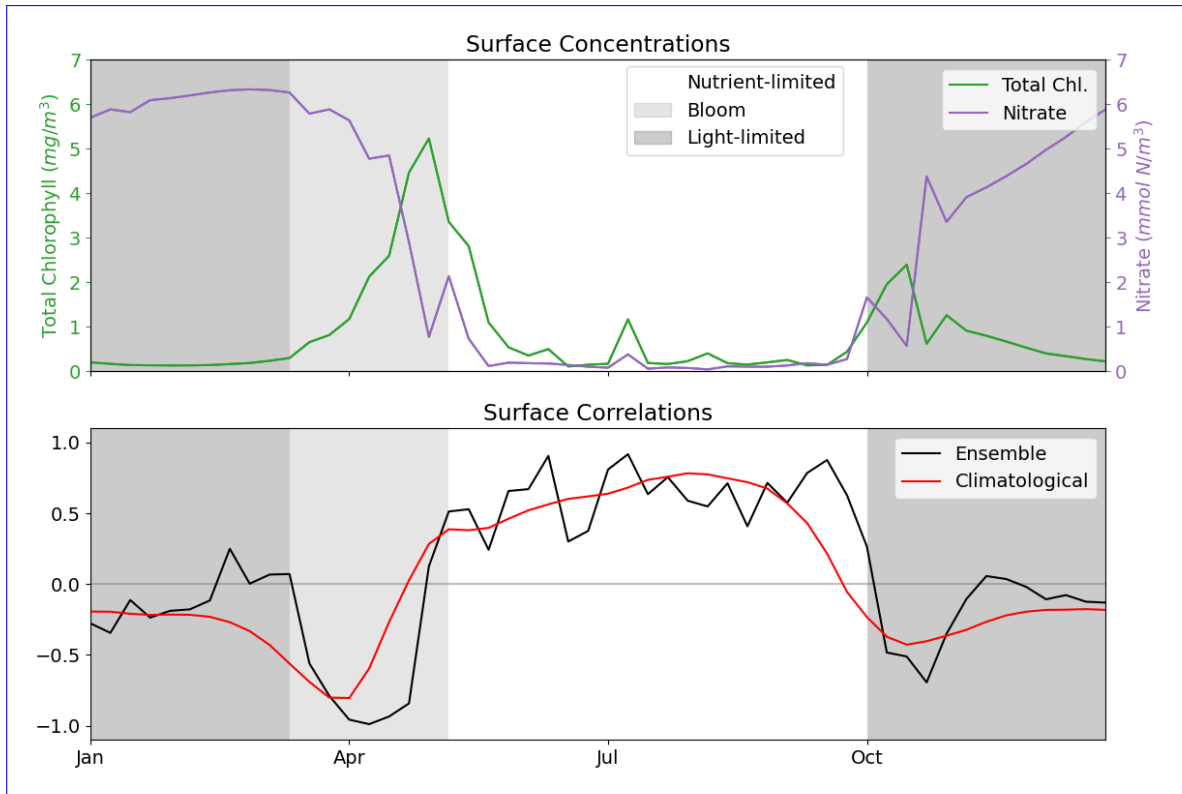 Surface Concentrations
Total Chlorophyll (mg/m³)
7
6
5
4
3
2
1
0
Nutrient-limited
Bloom
Light-limited
Total Chl.
Nitrate
7
6
5
4
3
2
1
0
Nitrate (mmol N/m³)
Surface Correlations
1.0
0.5
0.0
−0.5
−1.0
Ensemble
Climatological
Jan
Apr
Jul
Oct